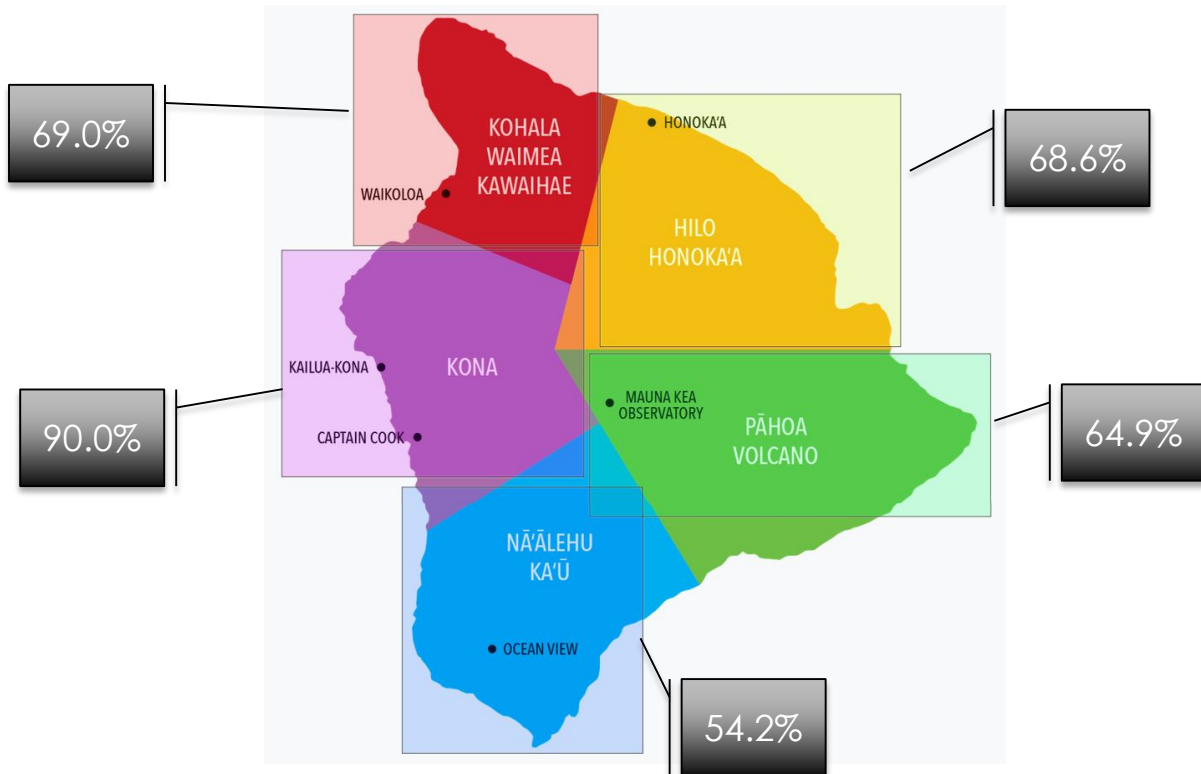 69.0%
KOHALA
WAIMEA
KAWAIHAE
WAIKOLOA
HONOKA‘A
68.6%
HILO
HONOKA‘A
KAILUA-KONA
KONA
90.0%
CAPTAIN COOK
MAUNA KEA
OBSERVATORY
PĀHOA
VOLCANO
64.9%
NĀ‘ĀLEHU
KA‘Ū
OCEAN VIEW
54.2%